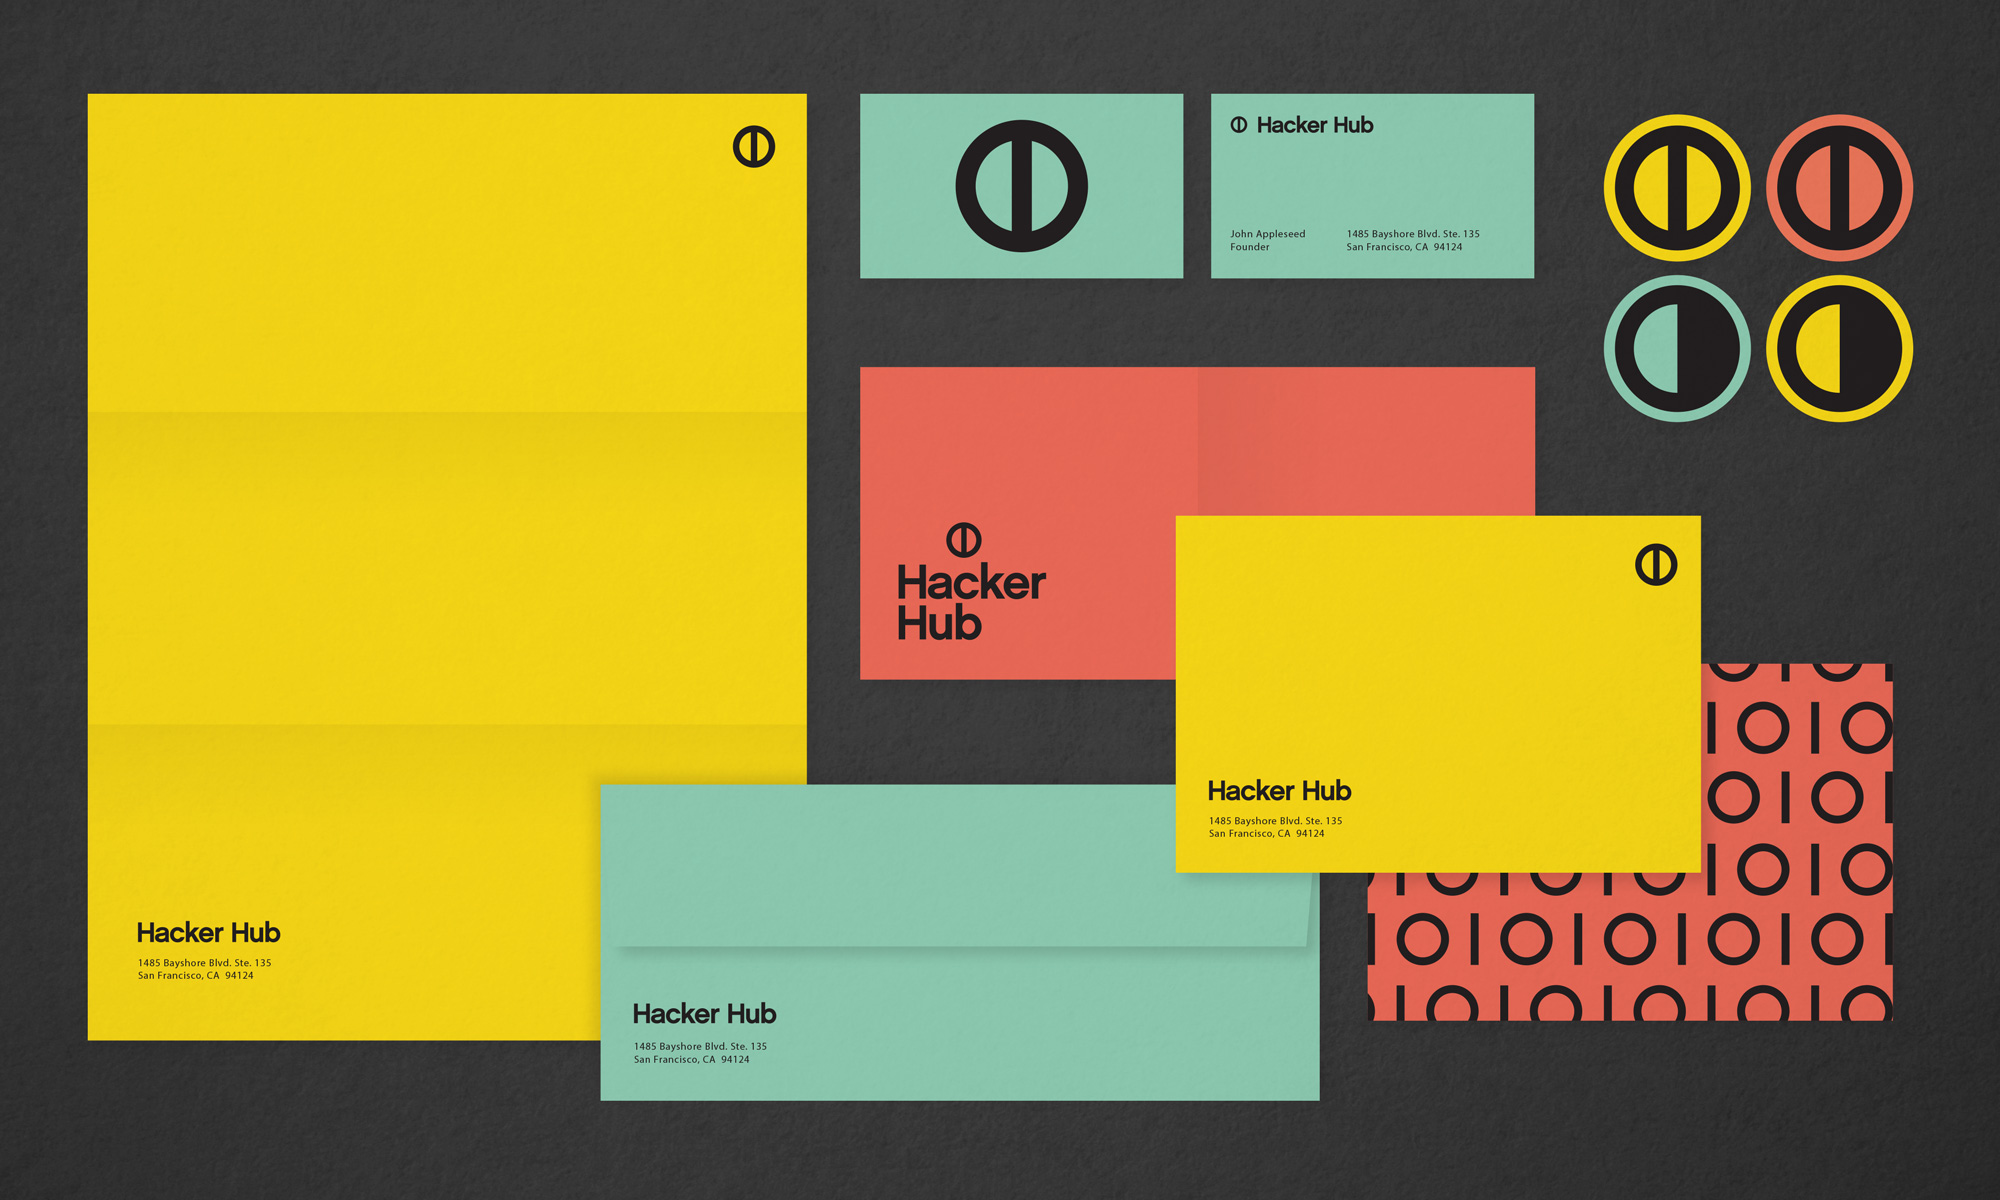 Hacker Hub
1485 Bayshore Blvd. Ste. 135
San Francisco, CA 94124
Hacker Hub
John Appleseed
Founder
1485 Bayshore Blvd. Ste. 135
San Francisco, CA 94124
Hacker
Hub
Hacker Hub
1485 Bayshore Blvd. Ste. 135
San Francisco, CA 94124
Hacker Hub
1485 Bayshore Blvd. Ste. 135
San Francisco, CA 94124